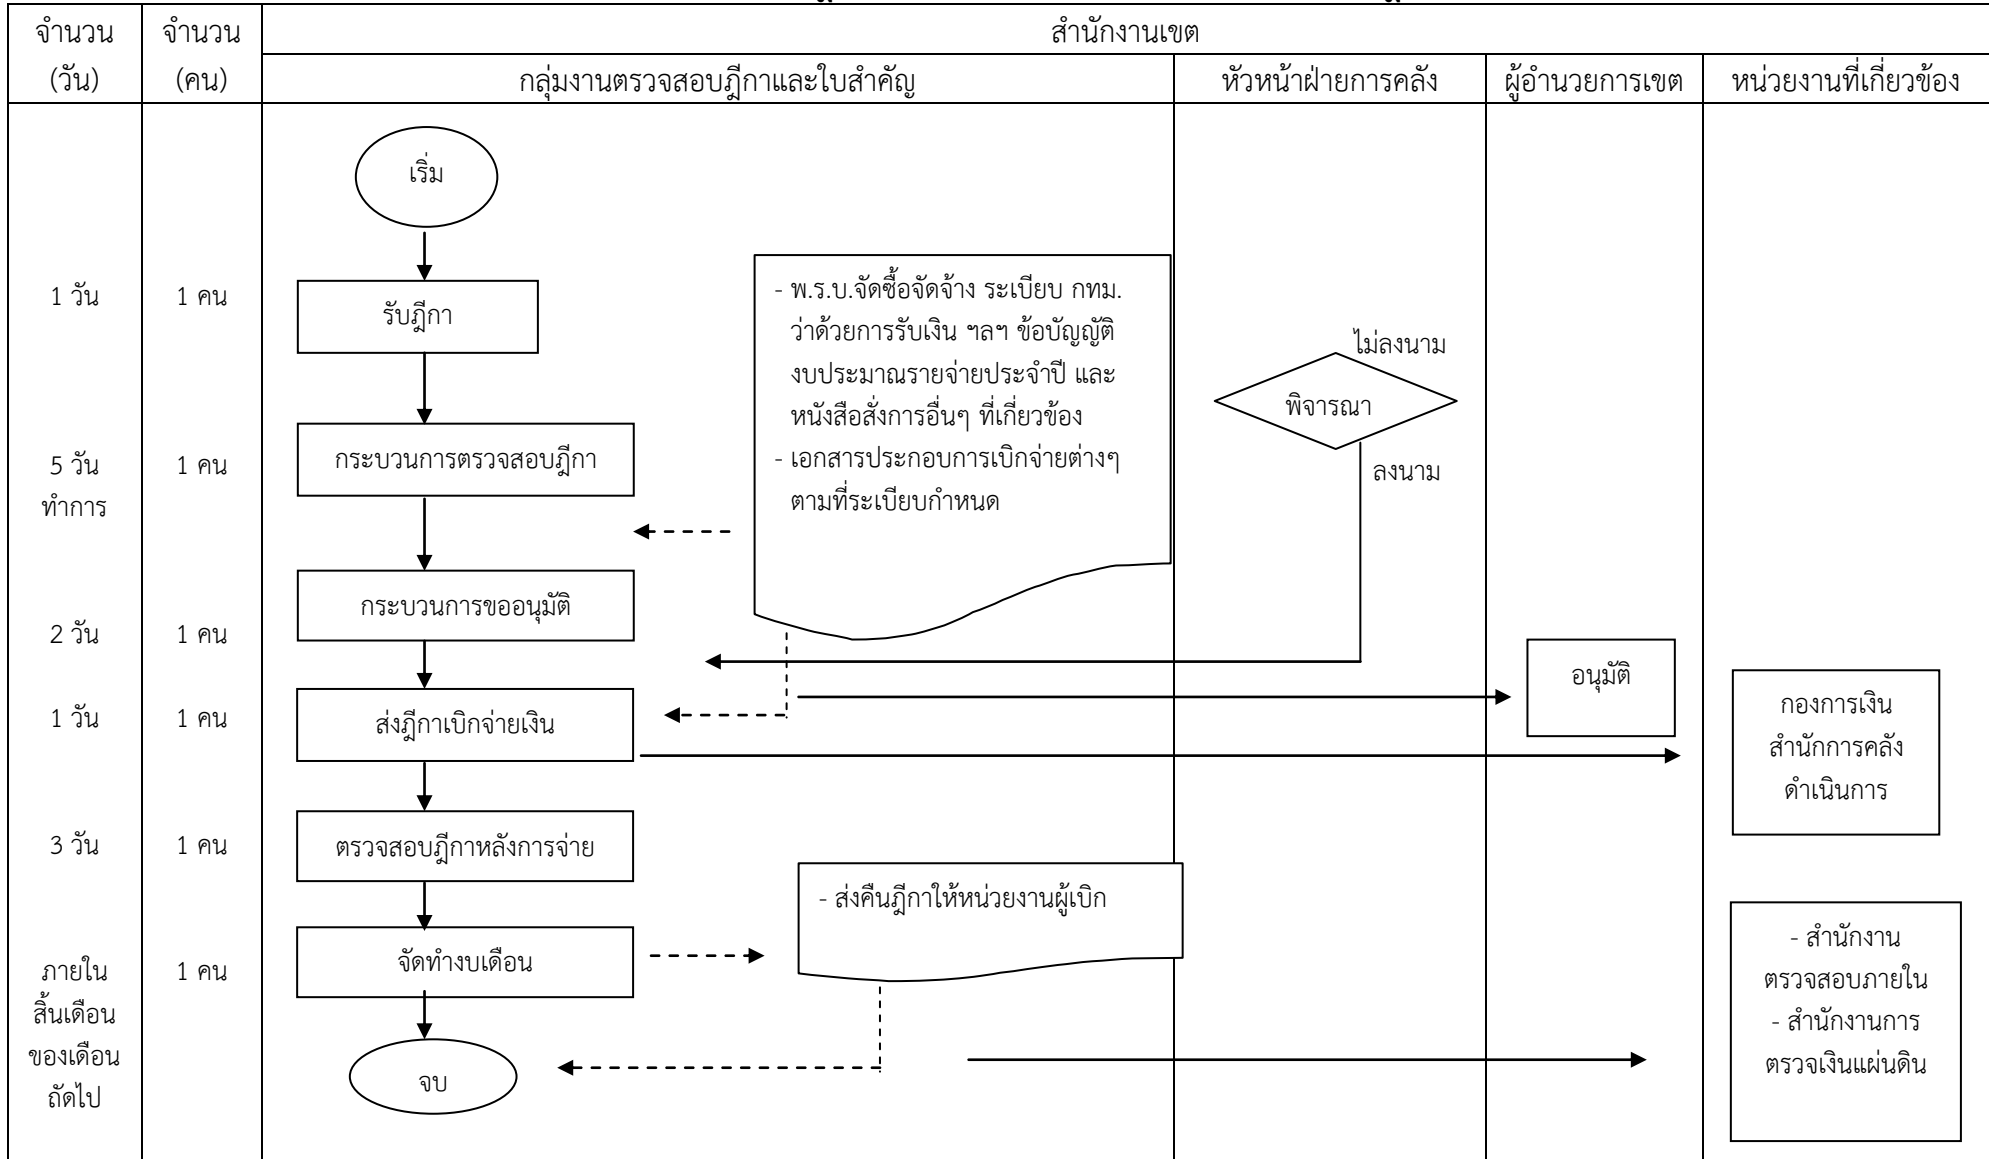 จำนวน
(วัน)
จำนวน
(คน)
สำนักงานเขต
กลุ่มงานตรวจสอบฎีกาและใบสำคัญ
หัวหน้าฝ่ายการคลัง
ผู้อำนวยการเขต
หน่วยงานที่เกี่ยวข้อง
เริ่ม
1 วัน
1 คน
รับฎีกา
- พ.ร.บ.จัดซื้อจัดจ้าง ระเบียบ กทม.
ว่าด้วยการรับเงิน ฯลฯ ข้อบัญญัติ
งบประมาณรายจ่ายประจำปี และ
หนังสือสั่งการอื่นๆ ที่เกี่ยวข้อง
- เอกสารประกอบการเบิกจ่ายต่างๆ
ตามที่ระเบียบกำหนด
ไม่ลงนาม
พิจารณา
ลงนาม
5 วัน
ทำการ
1 คน
กระบวนการตรวจสอบฎีกา
2 วัน
1 คน
กระบวนการขออนุมัติ
อนุมัติ
1 วัน
1 คน
ส่งฎีกาเบิกจ่ายเงิน
กองการเงิน
สำนักการคลัง
ดำเนินการ
3 วัน
1 คน
ตรวจสอบฎีกาหลังการจ่าย
- ส่งคืนฎีกาให้หน่วยงานผู้เบิก
ภายใน
สิ้นเดือน
ของเดือน
ถัดไป
1 คน
จัดทำงบเดือน
- สำนักงาน
ตรวจสอบภายใน
- สำนักงานการ
ตรวจเงินแผ่นดิน
จบ